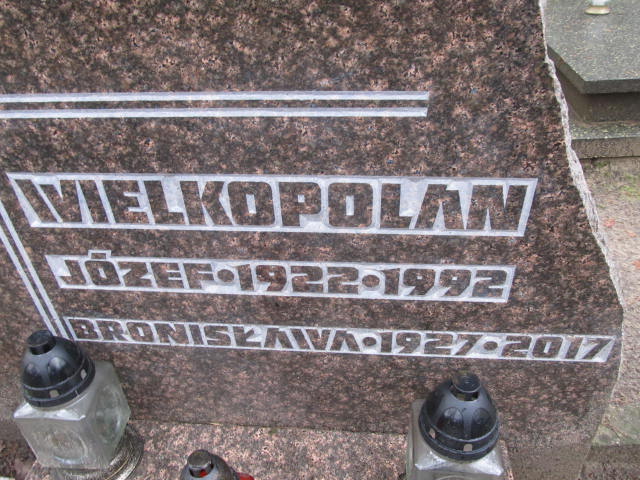 WIELKOPOLAN
JÓZEF • 1922 • 1992
BRONISŁAWA • 1927 • 2017